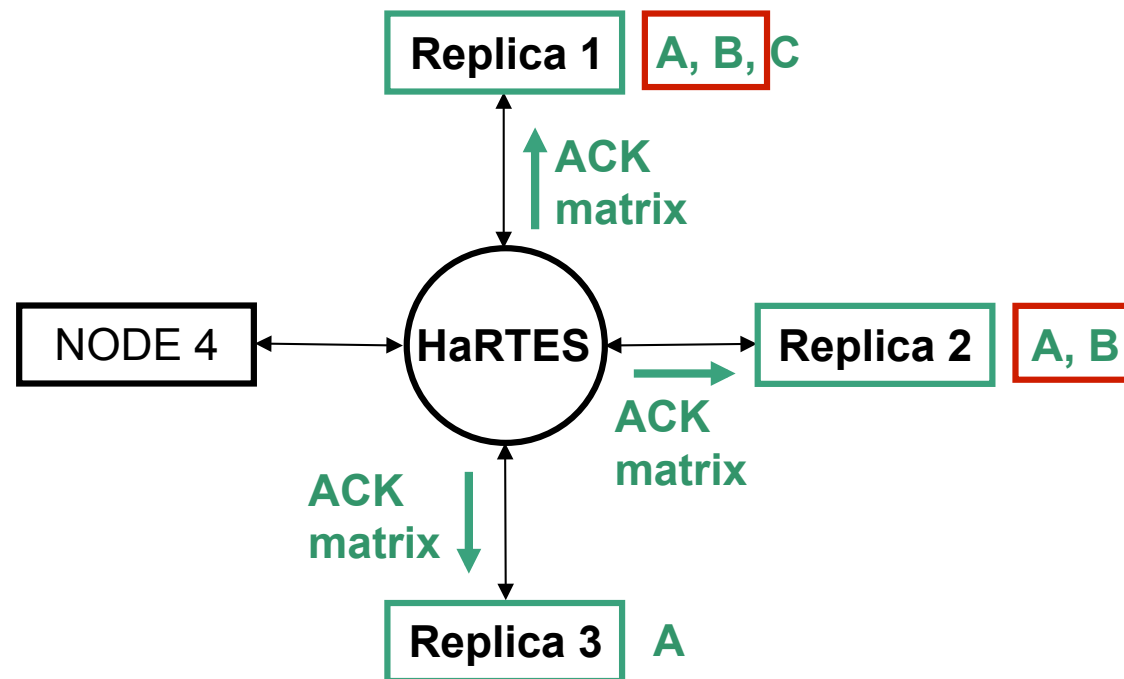 Replica 1 A, B, C
ACK
matrix
NODE 4
HaRTES
Replica 2 A, B
ACK
matrix
ACK
matrix
Replica 3 A